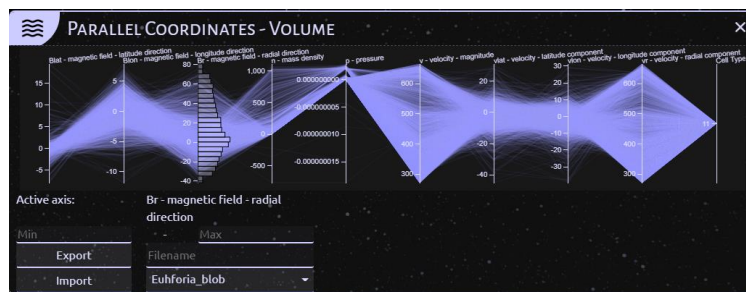 PARALLEL COORDINATES - VOLUME
Blat - magnetic field - latitude direction
Blon - magnetic field - longitude direction
Br - magnetic field - radial direction
n - mass density
p - pressure
v - velocity - magnitude
vlat - velocity - latitude component
vlon - velocity - longitude component
vr - velocity - radial component
Cell Type
15
10
5
0
-5
5
0
-5
-10
80
60
40
20
0
-20
-40
1,000
500
0
-500
0.000000000
-0.000000005
-0.000000010
-0.000000015
600
400
300
20
0
-20
-40
30
20
10
0
-10
-20
-30
600
400
300
11
Active axis:
Br - magnetic field - radial
direction
Min - Max
Export
Filename
Import
Euhforia_blob